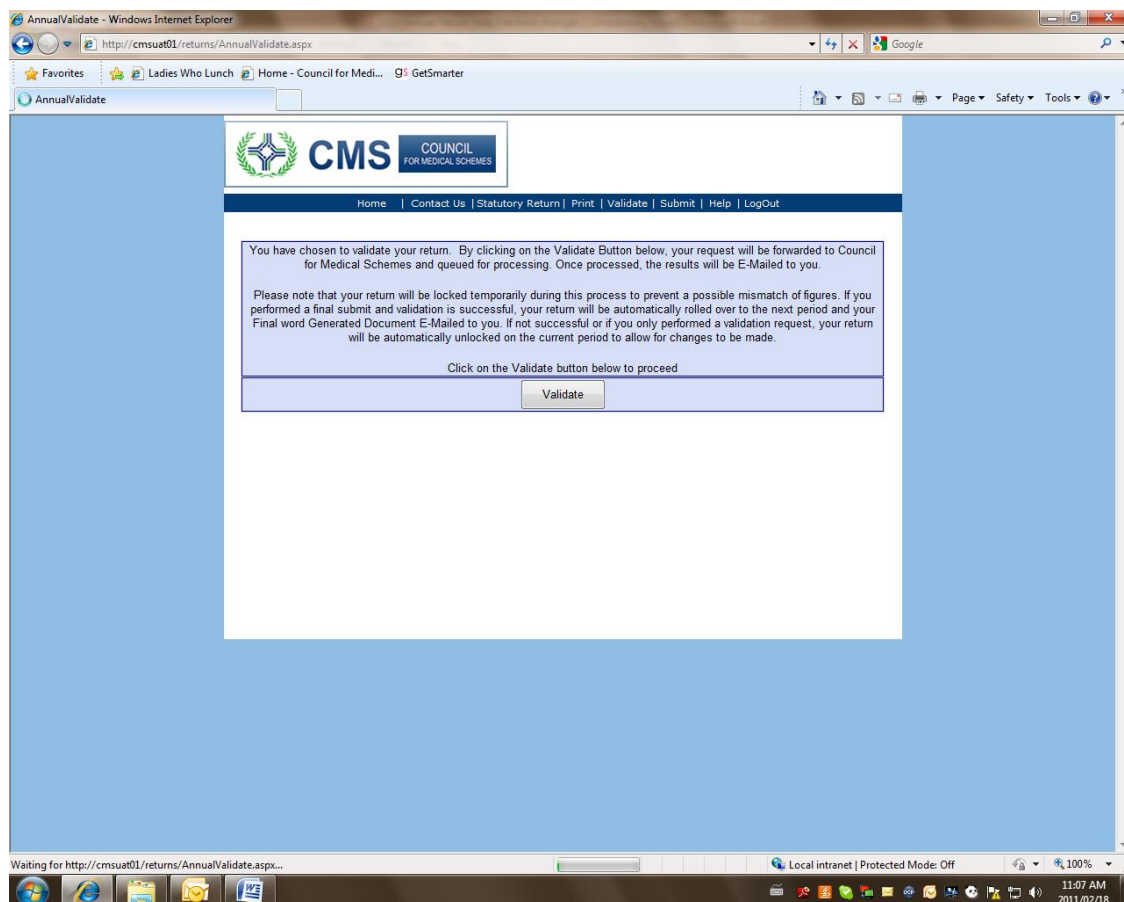 AnnualValidate - Windows Internet Explorer
http://cmsuat01/returns/AnnualValidate.aspx
Google
Favorites Ladies Who Lunch Home - Council for Medi... gs GetSmarter
AnnualValidate
Page Safety Tools
CMS COUNCIL
FOR MEDICAL SCHEMES
Home | Contact Us | Statutory Return | Print | Validate | Submit | Help | LogOut
You have chosen to validate your return. By clicking on the Validate Button below, your request will be forwarded to Council
for Medical Schemes and queued for processing. Once processed, the results will be E-Mailed to you.
Please note that your return will be locked temporarily during this process to prevent a possible mismatch of figures. If you
performed a final submit and validation is successful, your return will be automatically rolled over to the next period and your
Final word Generated Document E-Mailed to you. If not successful or if you only performed a validation request, your return
will be automatically unlocked on the current period to allow for changes to be made.
Click on the Validate button below to proceed
Validate
Waiting for http://cmsuat01/returns/AnnualValidate.aspx...
Local intranet | Protected Mode: Off
100%
11:07 AM
2011/02/18